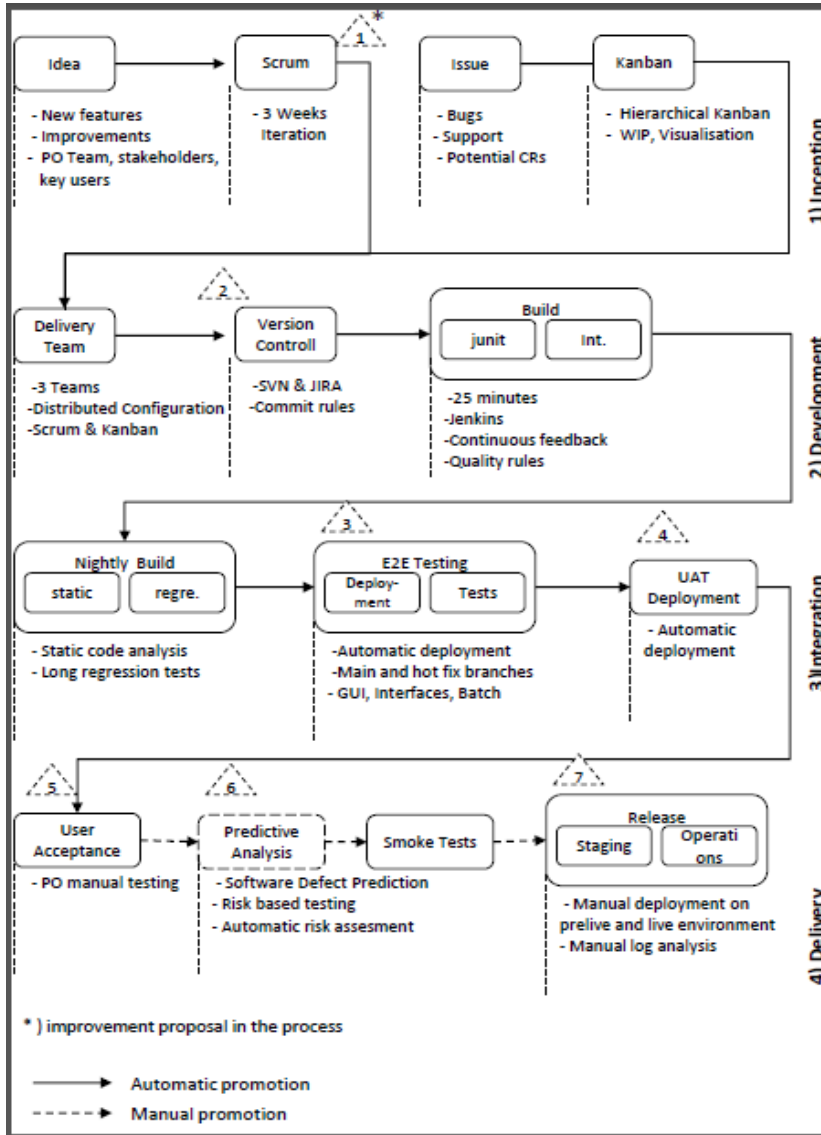 1 *
Idea
Scrum
Issue
Kanban
- New features
- Improvements
- PO Team, stakeholders,
key users
- 3 Weeks
Iteration
- Bugs
- Support
- Potential CRs
- Hierarchical Kanban
- WIP, Visualisation
1) Inception
2
Delivery
Team
Version
Controll
Build
junit
Int.
-3 Teams
-Distributed Configuration
-Scrum & Kanban
-SVN & JIRA
-Commit rules
-25 minutes
-Jenkins
-Continuous feedback
-Quality rules
2) Development
3
4
Nightly Build
static
regre.
E2E Testing
Deploy-
ment
Tests
UAT
Deployment
- Static code analysis
- Long regression tests
-Automatic deployment
-Main and hot fix branches
- GUI, Interfaces, Batch
- Automatic
deployment
3)Integration
5
6
7
User
Acceptance
Predictive
Analysis
Smoke Tests
Release
Staging
Operati
ons
- PO manual testing
- Software Defect Prediction
- Risk based testing
- Automatic risk assesment
- Manual deployment on
prelive and live environment
- Manual log analysis
4) Delivery
* ) improvement proposal in the process
Automatic promotion
Manual promotion